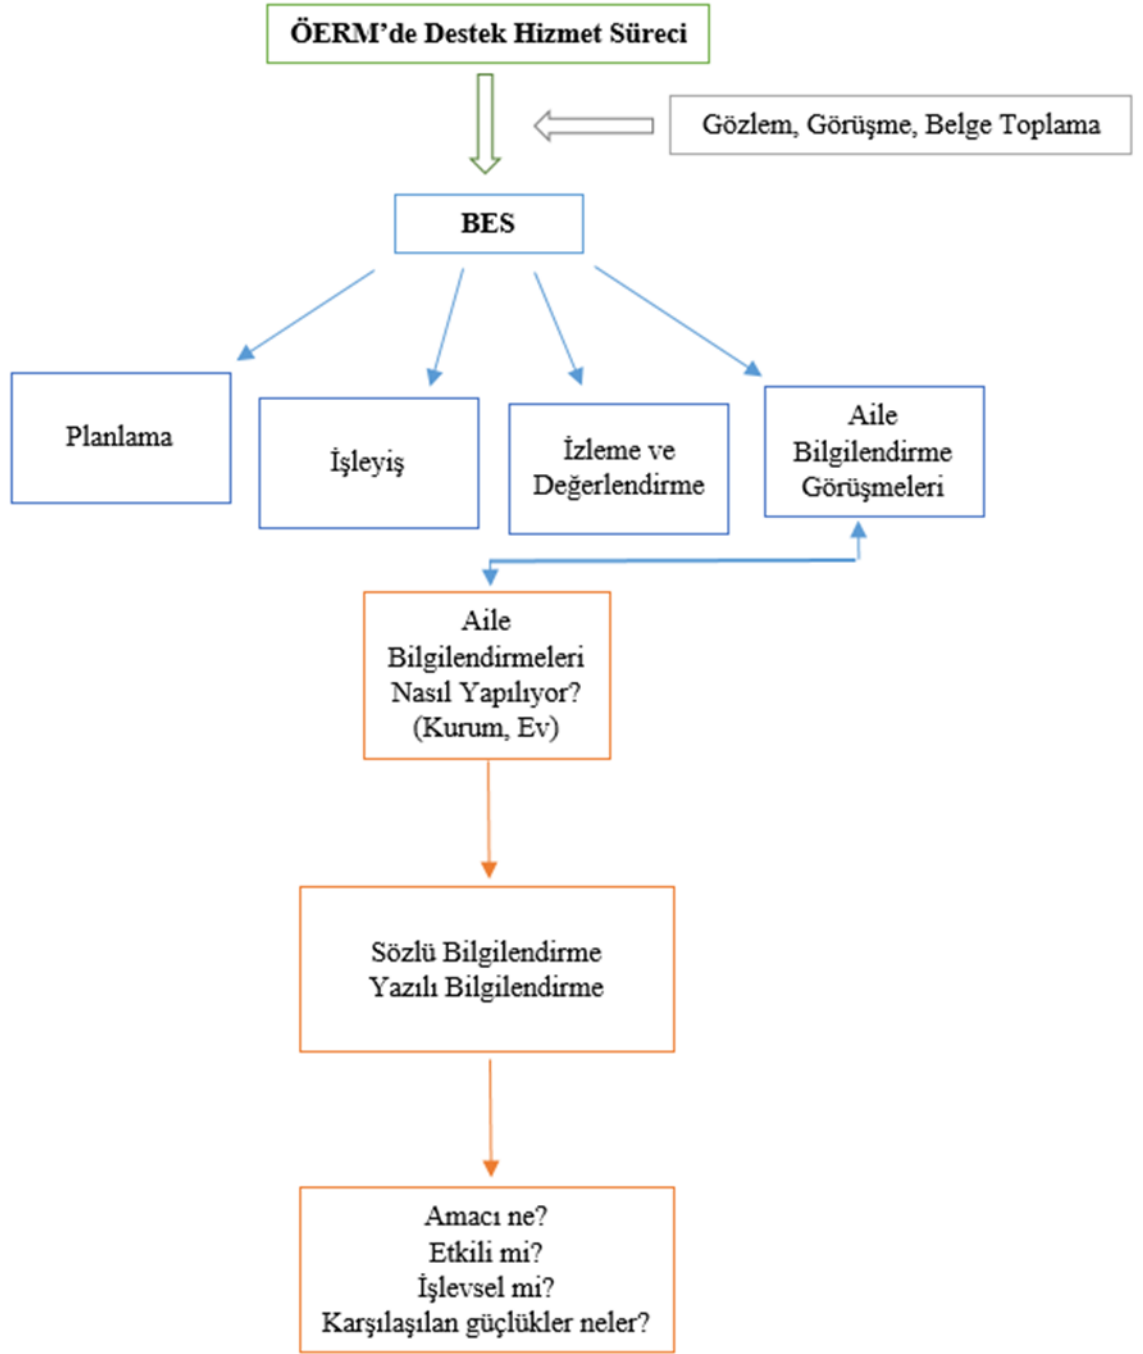 ÖERM’de Destek Hizmet Süreci
Gözlem, Görüşme, Belge Toplama
BES
Planlama
İşleyiş
İzleme ve
Değerlendirme
Aile
Bilgilendirme
Görüşmeleri
Aile
Bilgilendirmeleri
Nasıl Yapılıyor?
(Kurum, Ev)
Sözlü Bilgilendirme
Yazılı Bilgilendirme
Amacı ne?
Etkili mi?
İşlevsel mi?
Karşılaşılan güçlükler neler?